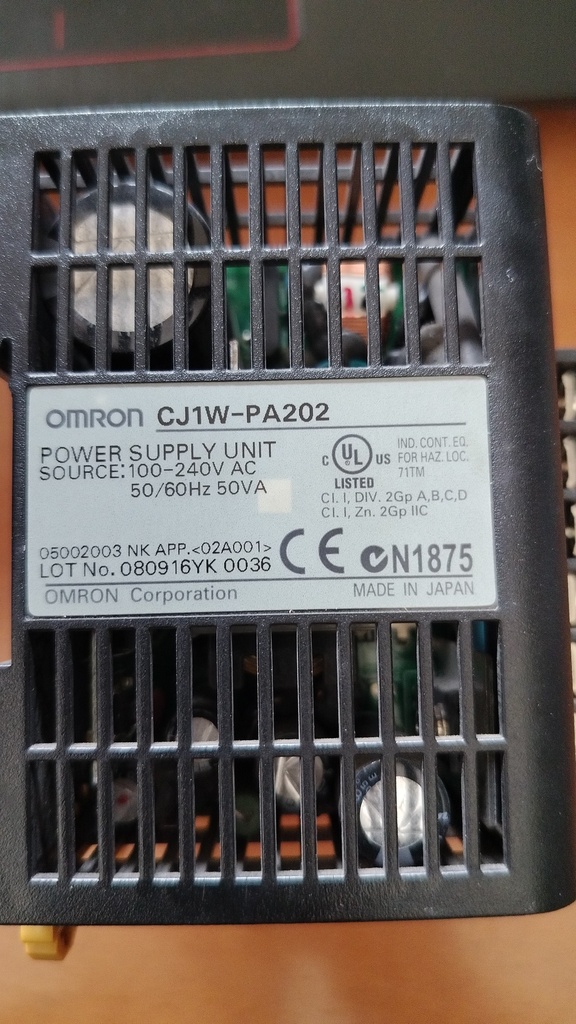 OMRON CJ1W-PA202
POWER SUPPLY UNIT
SOURCE:100-240V AC
50/60Hz 50VA
C UL US
LISTED
IND. CONT. EQ.
FOR HAZ. LOC.
71TM
Cl. I, DIV. 2Gp A,B,C,D
Cl. I, Zn. 2Gp IIC
05002003 NK APP.<02A001>
LOT No. 080916YK 0036
CE
N1875
OMRON Corporation
MADE IN JAPAN